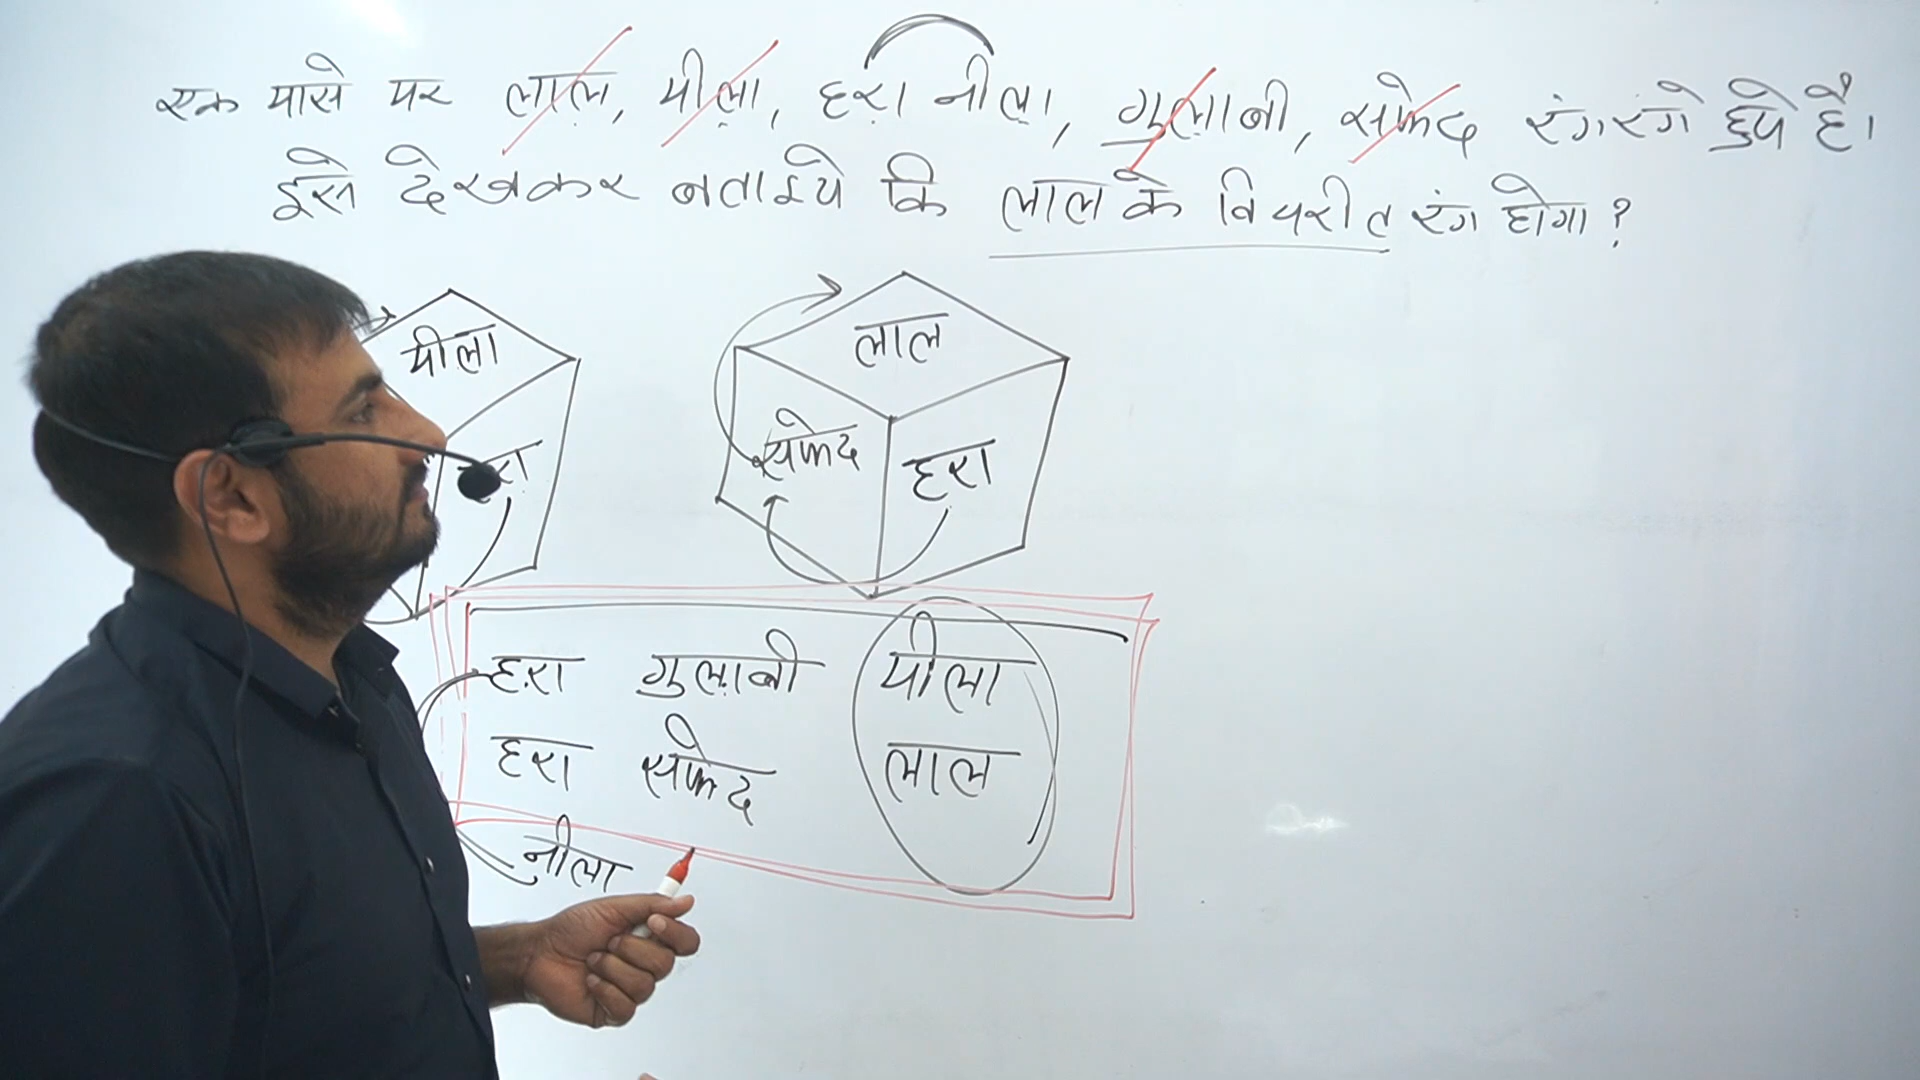 एक पासे पर लाल, पीला, हरा नीला, गुलाबी, सफेद रंग रंगे हुये है।
इसे देखकर बताइये कि लाल के विपरीत रंग होगा?
पीला
लाल
सफेद हरा
हरा गुलाबी पीला
हरा सफेद लाल
नीला